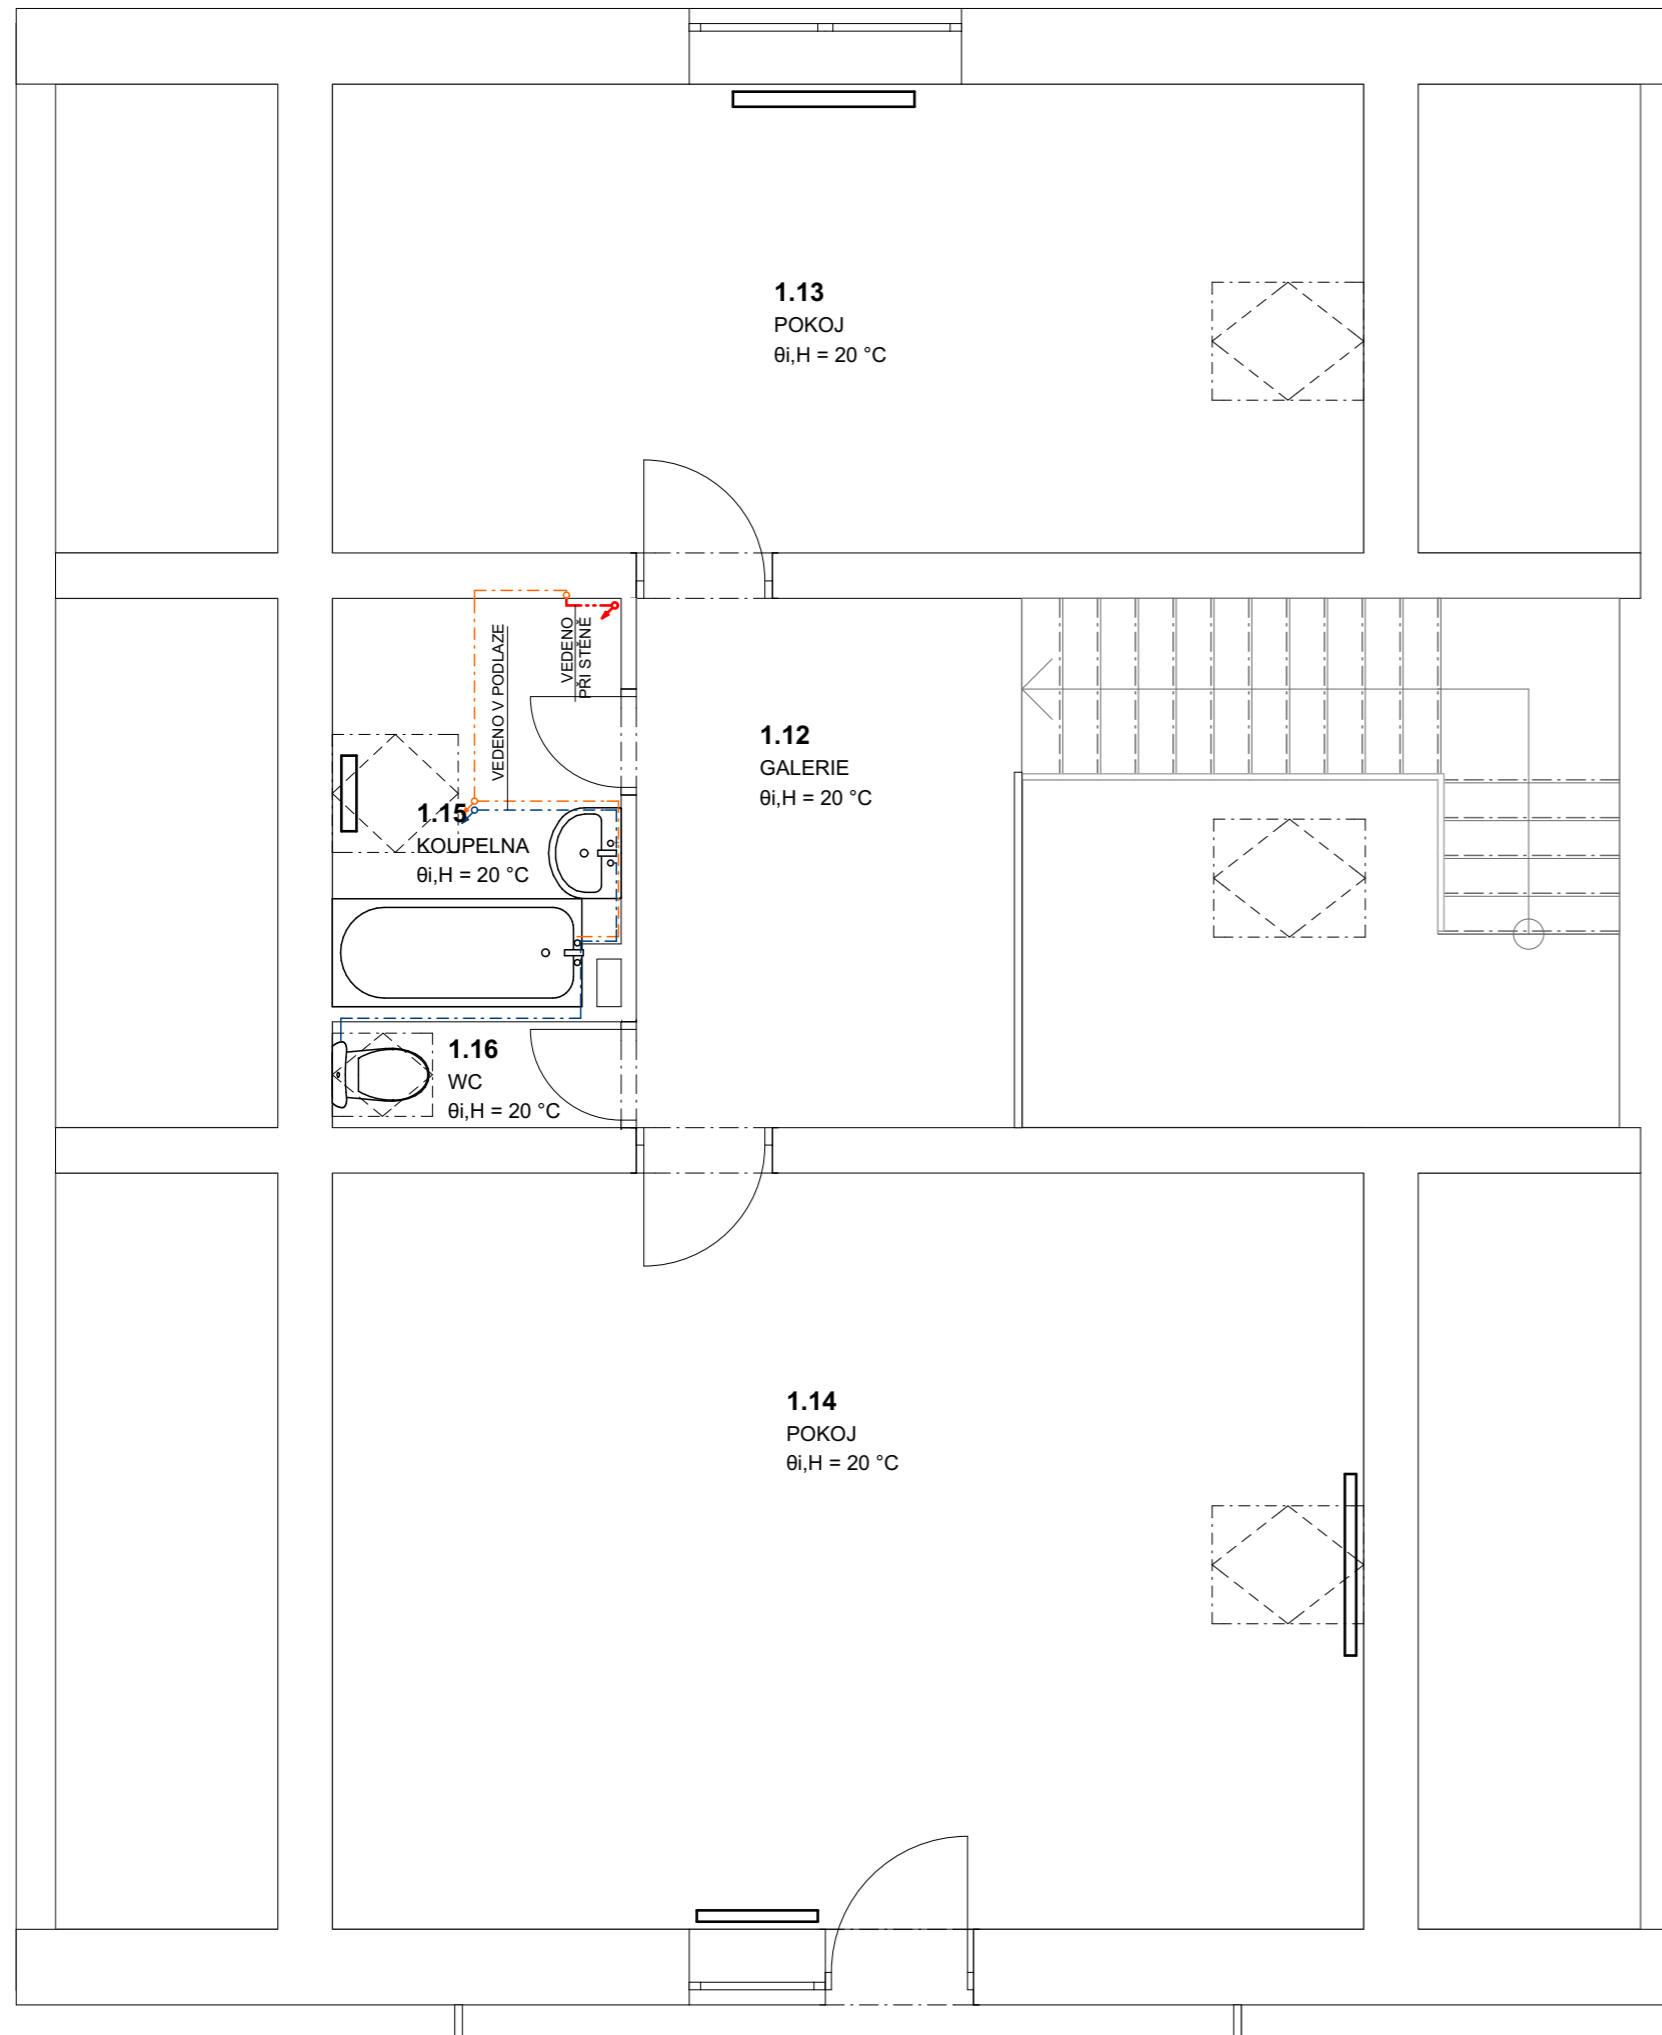 1.13
POKOJ
θi,H = 20 °C
VEDENO V PODLAZE
VEDENO
PŘI STĚNĚ
1.12
GALERIE
θi,H = 20 °C
1.15
KOUPELNA
θi,H = 20 °C
1.16
WC
θi,H = 20 °C
1.14
POKOJ
θi,H = 20 °C